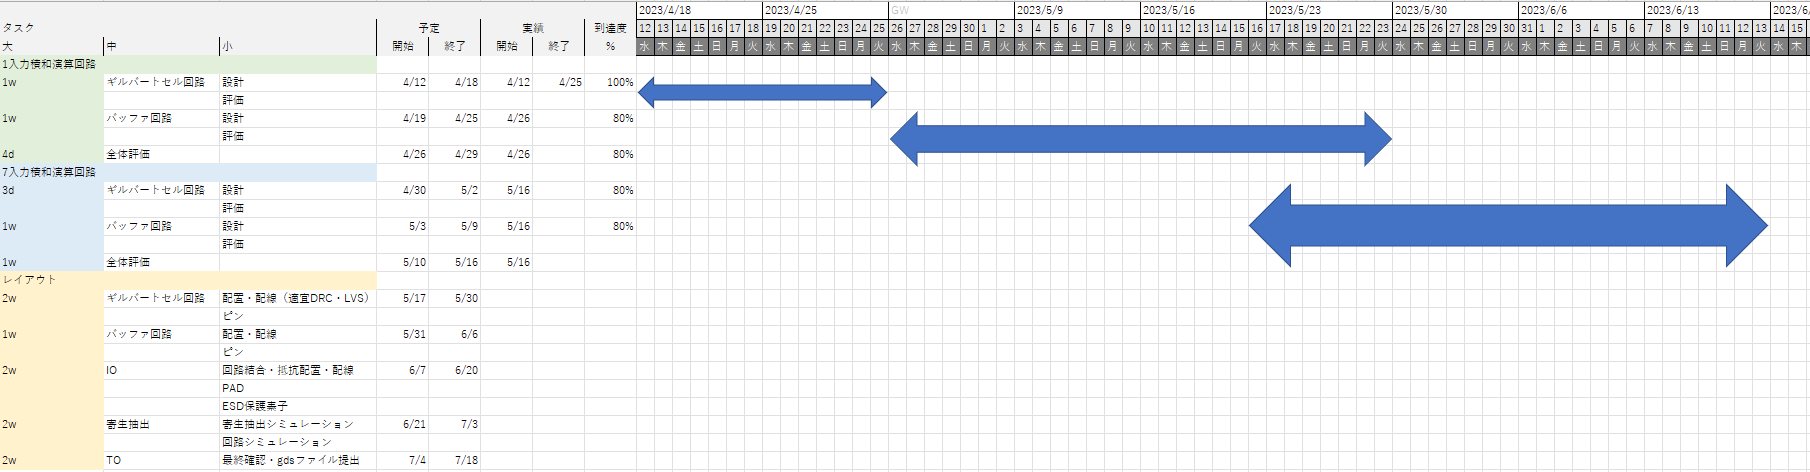 2023/4/18 2023/4/25 GW 2023/5/9 2023/5/16 2023/5/23 2023/5/30 2023/6/6 2023/6/13 2023/6/
タスク 予定 実績 到達度 12 13 14 15 16 17 18 19 20 21 22 23 24 25 26 27 28 29 30 1 2 3 4 5 6 7 8 9 10 11 12 13 14 15 16 17 18 19 20 21 22 23 24 25 26 27 28 29 30 31 1 2 3 4 5 6 7 8 9 10 11 12 13 14 15
大 中 小 開始 終了 開始 終了 % 水 木 金 土 日 月 火 水 木 金 土 日 月 火 水 木 金 土 日 月 火 水 木 金 土 日 月 火 水 木 金 土 日 月 火 水 木 金 土 日 月 火 水 木 金 土 日 月 火 水 木 金 土 日 月 火 水 木 金 土 日 月 火 水 木
1入力積和演算回路
1w ギルバートセル回路 設計 4/12 4/18 4/12 4/25 100%
評価
1w バッファ回路 設計 4/19 4/25 4/26 80%
評価
4d 全体評価 4/26 4/29 4/26 80%
7入力積和演算回路
3d ギルバートセル回路 設計 4/30 5/2 5/16 80%
評価
1w バッファ回路 設計 5/3 5/9 5/16 80%
評価
1w 全体評価 5/10 5/16 5/16
レイアウト
2w ギルバートセル回路 配置・配線（適宜DRC・LVS） 5/17 5/30
ピン
1w バッファ回路 配置・配線 5/31 6/6
ピン
2w IO 回路結合・抵抗配置・配線 6/7 6/20
PAD
ESD保護素子
2w 寄生抽出 寄生抽出シミュレーション 6/21 7/3
回路シミュレーション
2w TO 最終確認・gdsファイル提出 7/4 7/18